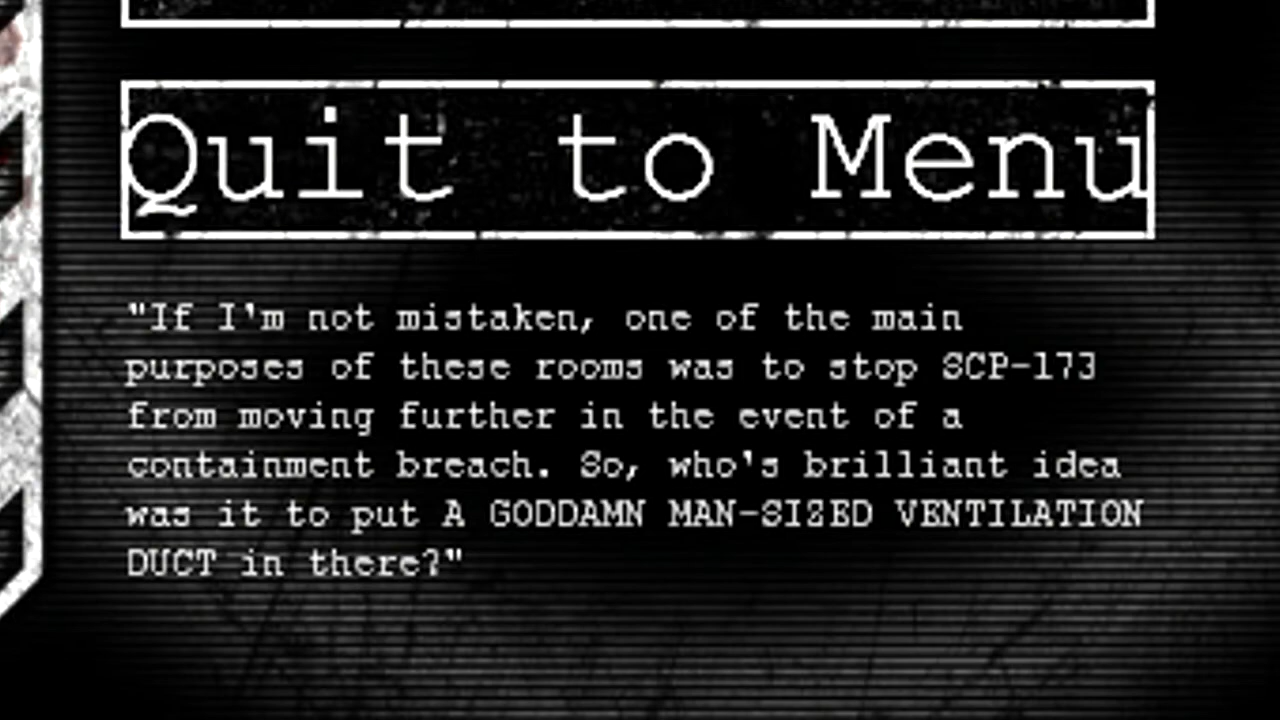 Quit to Menu
"If I'm not mistaken, one of the main
purposes of these rooms was to stop SCP-173
from moving further in the event of a
containment breach. So, who's brilliant idea
was it to put A GODDAMN MAN-SIZED VENTILATION
DUCT in there?"